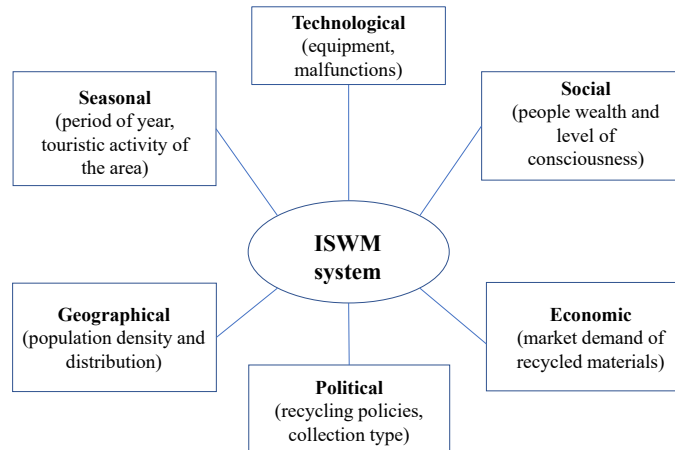 Technological
(equipment,
malfunctions)
Seasonal
(period of year,
touristic activity of
the area)
Social
(people wealth and
level of
consciousness)
ISWM
system
Geographical
(population density and
distribution)
Economic
(market demand of
recycled materials)
Political
(recycling policies,
collection type)